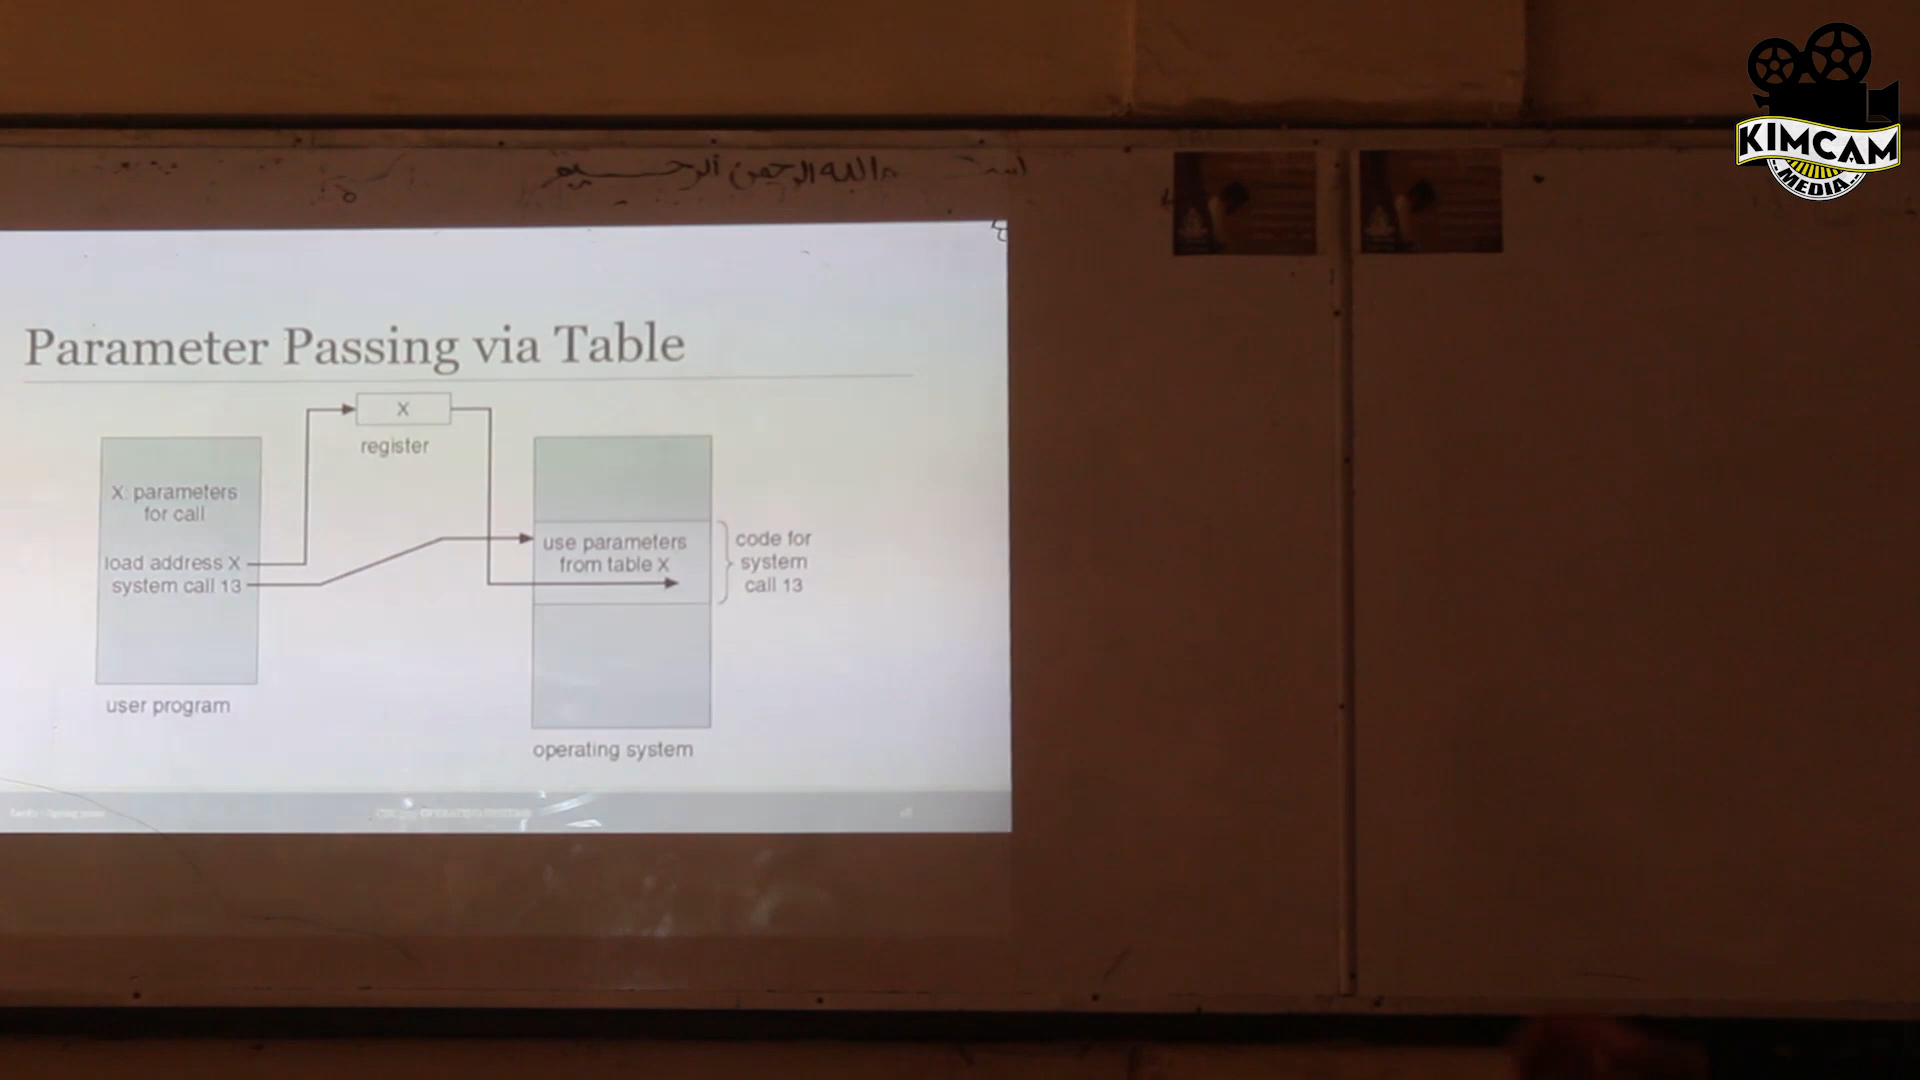 KIMCAM
MEDIA
الله الرحمن الرحيم
Parameter Passing via Table
X
register
X: parameters
for call
load address X
system call 13
user program
use parameters
from table X
operating system
code for
system
call 13